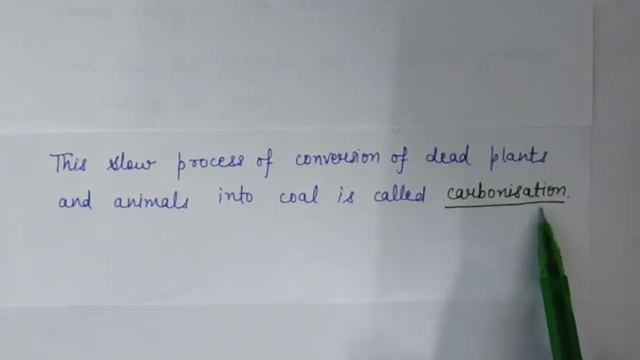 This slow process of conversion of dead plants
and animals into coal is called carbonisation.